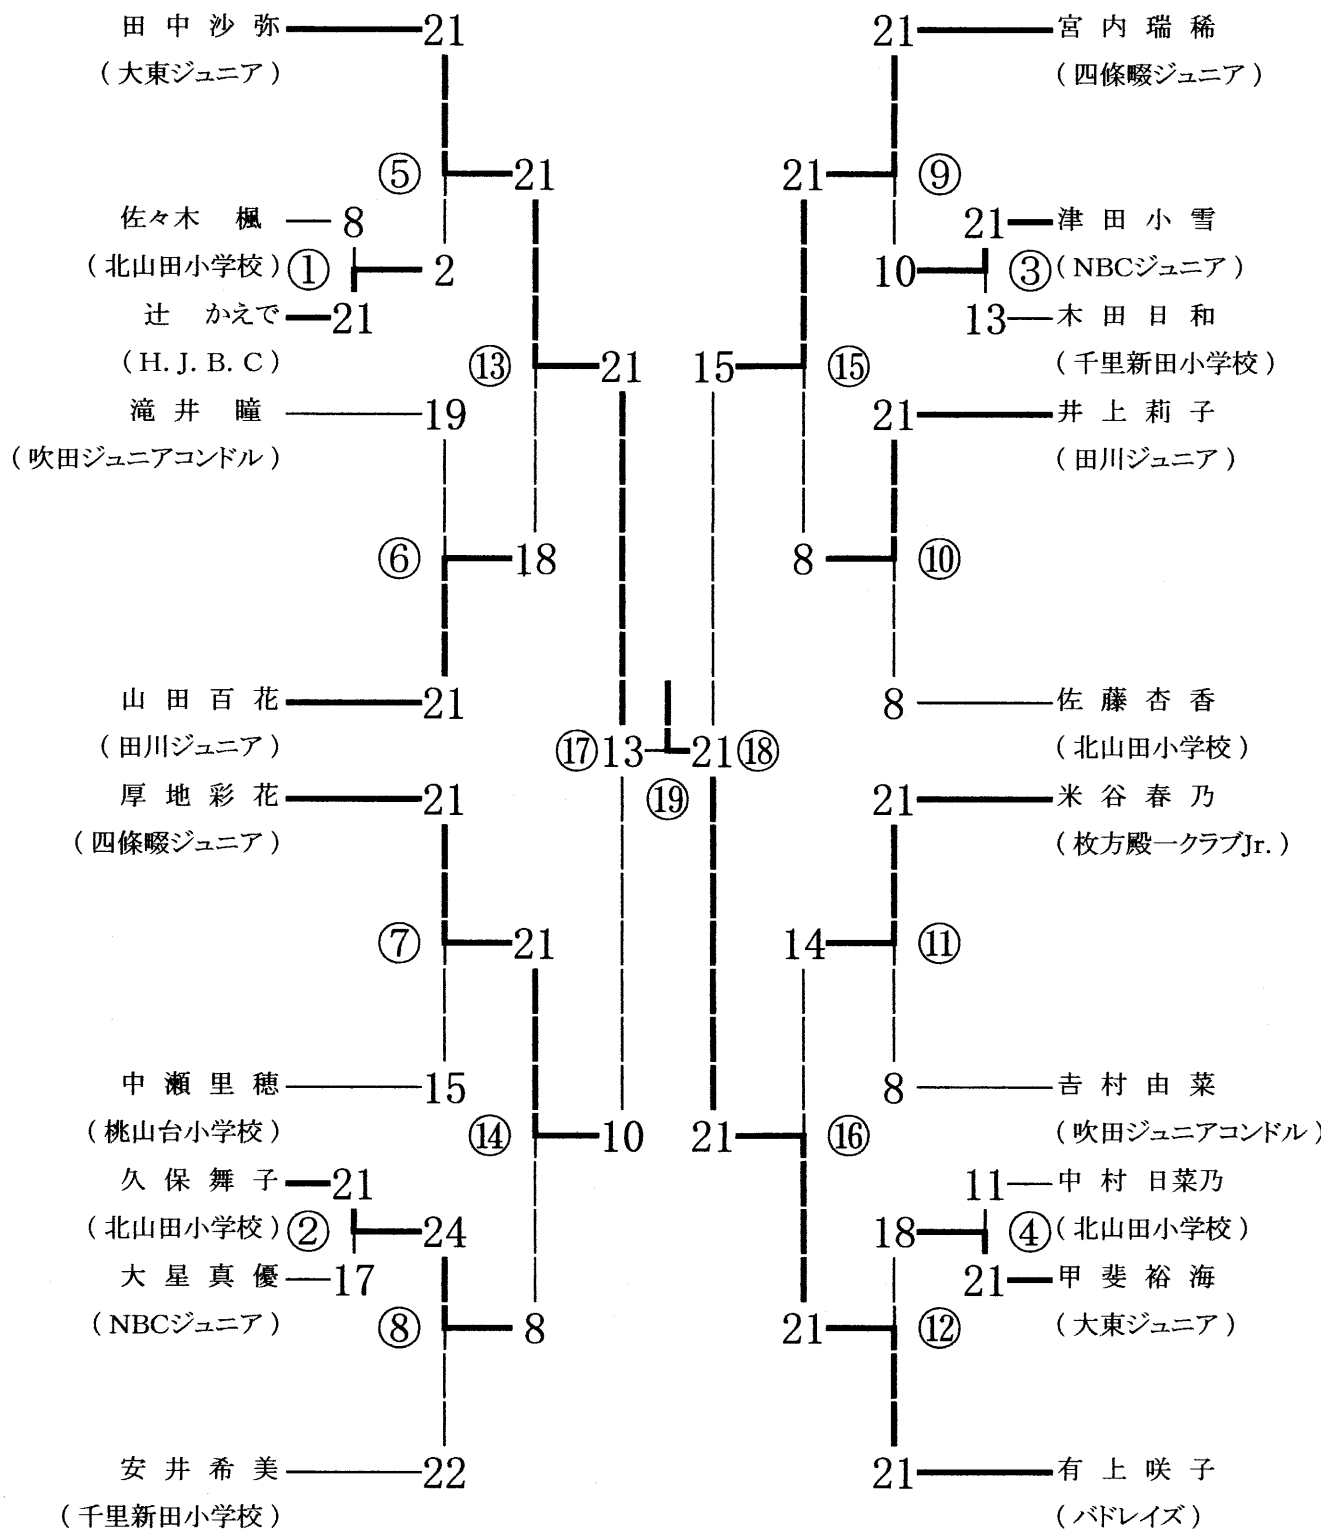 田中沙弥 21
21 宮内瑞稀
(大東ジュニア)
(四條畷ジュニア)
⑤ 21
21 ⑨
佐々木 楓 8
21 津田小雪
(北山田小学校) ① 2
10 ③ (NBCジュニア)
辻 かえで 21
13 木田日和
(H.J.B.C)
(千里新田小学校)
⑬ 21
15 ⑮
滝井 瞳 19
21 井上莉子
(吹田ジュニアコンドル)
(田川ジュニア)
⑥ 18
8 ⑩
山田百花 21
8 佐藤杏香
(田川ジュニア)
(北山田小学校)
⑰ 13
21 ⑱
⑲
厚地彩花 21
21 米谷春乃
(四條畷ジュニア)
(枚方殿一クラブJr.)
⑦ 21
14 ⑪
中瀬里穂 15
8 吉村由菜
(桃山台小学校)
(吹田ジュニアコンドル)
⑭ 10
21 ⑯
久保舞子 21
11 中村日菜乃
(北山田小学校) ② 24
18 ④ (北山田小学校)
大星真優 17
21 甲斐裕海
(NBCジュニア)
(大東ジュニア)
⑧ 8
21 ⑫
安井希美 22
21 有上咲子
(千里新田小学校)
(バドレイズ)